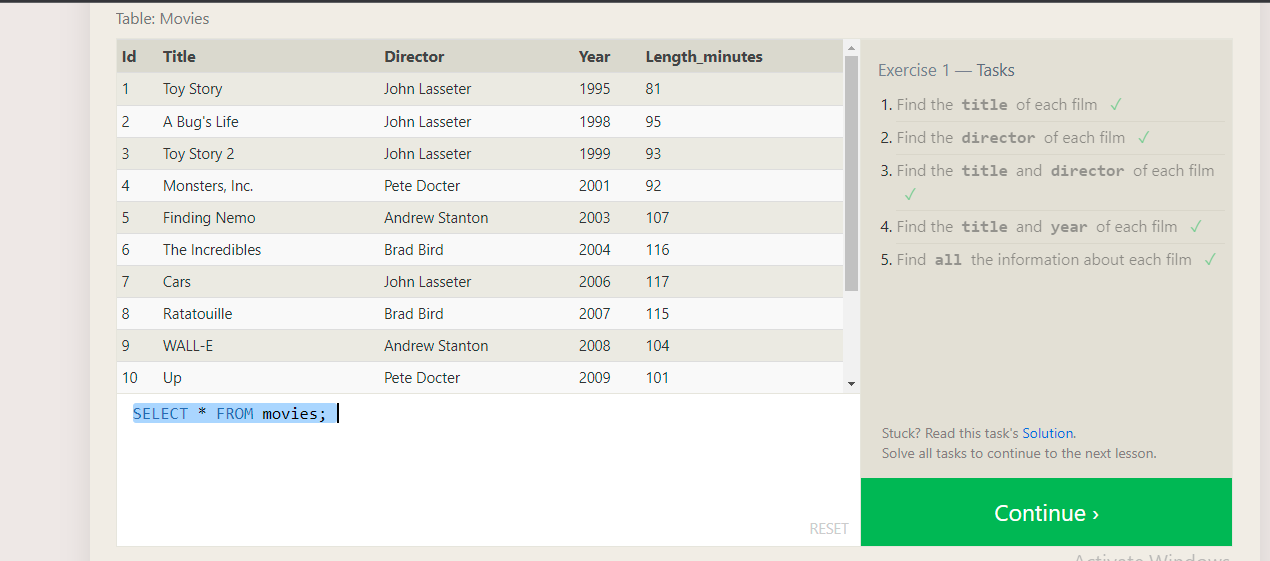 Table: Movies
Id Title Director Year Length_minutes
1 Toy Story John Lasseter 1995 81
2 A Bug's Life John Lasseter 1998 95
3 Toy Story 2 John Lasseter 1999 93
4 Monsters, Inc. Pete Docter 2001 92
5 Finding Nemo Andrew Stanton 2003 107
6 The Incredibles Brad Bird 2004 116
7 Cars John Lasseter 2006 117
8 Ratatouille Brad Bird 2007 115
9 WALL-E Andrew Stanton 2008 104
10 Up Pete Docter 2009 101
SELECT * FROM movies;
RESET
Exercise 1 — Tasks
1. Find the title of each film ✓
2. Find the director of each film ✓
3. Find the title and director of each film
✓
4. Find the title and year of each film ✓
5. Find all the information about each film ✓
Stuck? Read this task's Solution.
Solve all tasks to continue to the next lesson.
Continue ›
Activate Windows